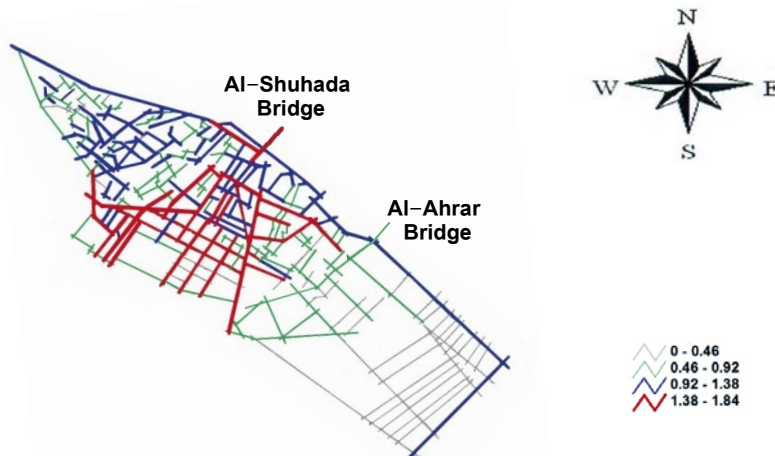 N
W
E
S
Al-Shuhada
Bridge
Al-Ahrar
Bridge
0 - 0.46
0.46 - 0.92
0.92 - 1.38
1.38 - 1.84